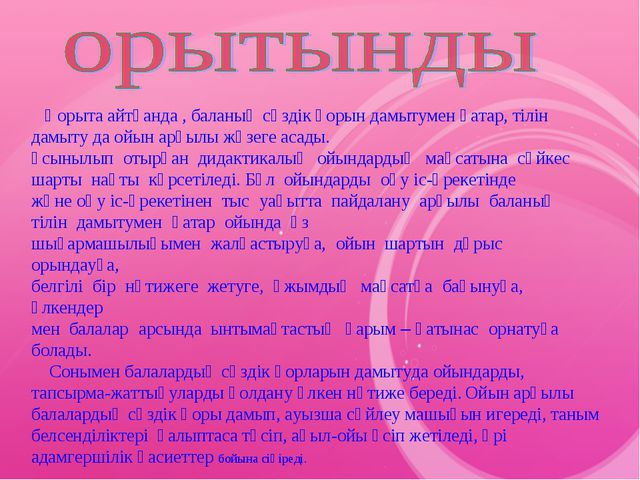 орытынды
Қорыта айтқанда , баланың сөздік қорын дамытумен қатар, тілін
дамыту да ойын арқылы жүзеге асады.
Ұсынылып отырған дидактикалық ойындардың мақсатына сәйкес
шарты нақты көрсетіледі. Бұл ойындарды оқу іс-әрекетінде
және оқу іс-әрекетінен тыс уақытта пайдалану арқылы баланың
тілін дамытумен қатар ойында өз
шығармашылығымен жалғастыруға, ойын шартын дұрыс
орындауға,
белгілі бір нәтижеге жетуге, ұжымдық мақсатқа бағынуға,
үлкендер
мен балалар арсында ынтымақтастық қарым – қатынас орнатуға
болады.
Сонымен балалардың сөздік қорларын дамытуда ойындарды,
тапсырма-жаттығуларды қолдану үлкен нәтиже береді. Ойын арқылы
балалардың сөздік қоры дамып, ауызша сөйлеу машығын игереді, таным
белсенділіктері қалыптаса түсіп, ақыл-ойы өсіп жетіледі, әрі
адамгершілік қасиеттер бойына сіңіреді.